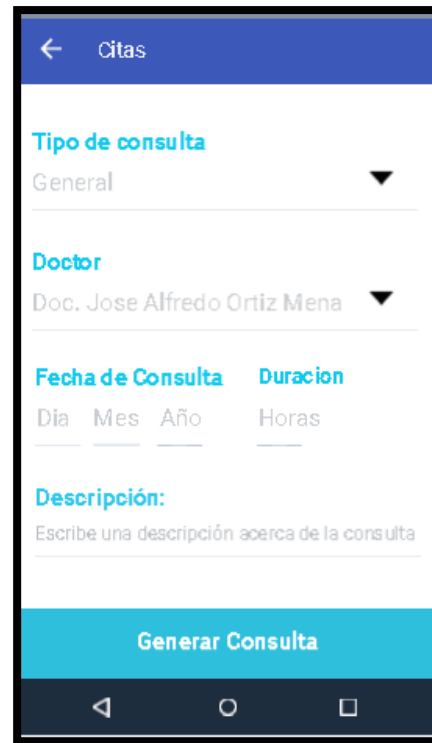 Citas
Tipo de consulta
General
Doctor
Doc. Jose Alfredo Ortiz Mena
Fecha de Consulta Duracion
Dia Mes Año Horas
Descripción:
Escribe una descripción acerca de la consulta
Generar Consulta